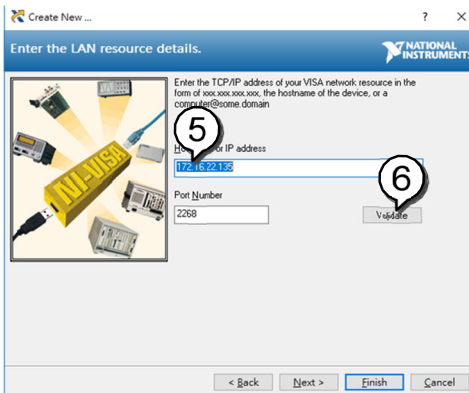 Create New ...
?
Enter the LAN resource details.
NATIONAL
INSTRUMENTS
Enter the TCP/IP address of your VISA network resource in the
form of xxx.xxx.xxx.xxx, the hostname of the device, or a
computer@some.domain
5
or IP address
172.16.22.135
6
Port Number
2268
Validate
NI-VISA
< Back
Next >
Finish
Cancel